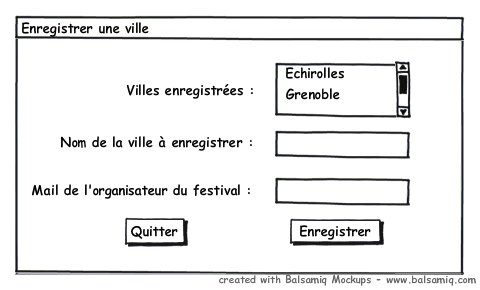 Enregistrer une ville
Villes enregistrées :
Echirolles
Grenoble
Nom de la ville à enregistrer :
Mail de l'organisateur du festival :
Quitter
Enregistrer
created with Balsamiq Mockups - www.balsamiq.com